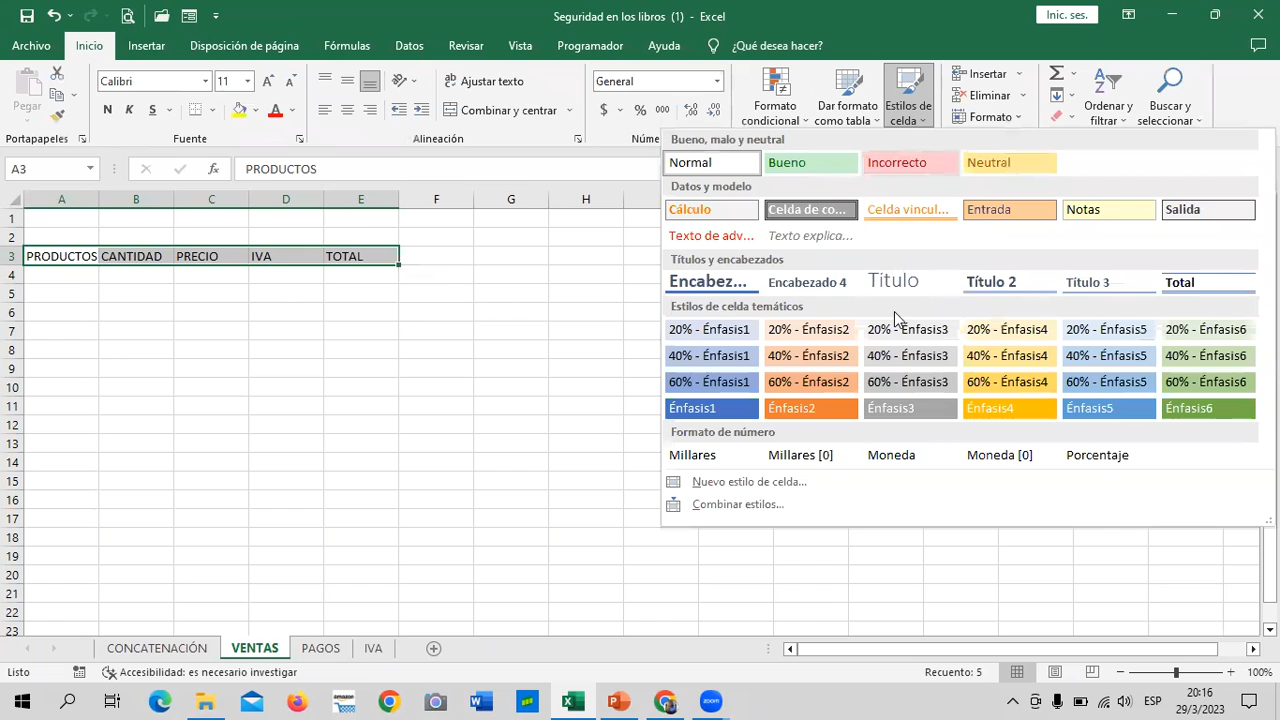 Seguridad en los libros (1) - Excel
Inic. ses.
Archivo Inicio Insertar Disposición de página Fórmulas Datos Revisar Vista Programador Ayuda ¿Qué desea hacer?
Pegar
Calibri 11
N K S
Ajustar texto
Combinar y centrar
General
$ % 000
Formato condicional
Dar formato como tabla
Estilos de celda
Insertar
Eliminar
Formato
Ordenar y filtrar
Buscar y seleccionar
Portapapeles Fuente Alineación Núme
A3 fx PRODUCTOS
A B C D E F G H
1
2
3 PRODUCTOS CANTIDAD PRECIO IVA TOTAL
4
5
6
7
8
9
10
11
12
13
14
15
16
17
18
19
20
21
22
23
Bueno, malo y neutral
Normal Bueno Incorrecto Neutral
Datos y modelo
Cálculo Celda de co... Celda vincul... Entrada Notas Salida
Texto de adv... Texto explica...
Títulos y encabezados
Encabez... Encabezado 4 Título Título 2 Título 3 Total
Estilos de celda temáticos
20% - Énfasis1 20% - Énfasis2 20% - Énfasis3 20% - Énfasis4 20% - Énfasis5 20% - Énfasis6
40% - Énfasis1 40% - Énfasis2 40% - Énfasis3 40% - Énfasis4 40% - Énfasis5 40% - Énfasis6
60% - Énfasis1 60% - Énfasis2 60% - Énfasis3 60% - Énfasis4 60% - Énfasis5 60% - Énfasis6
Énfasis1 Énfasis2 Énfasis3 Énfasis4 Énfasis5 Énfasis6
Formato de número
Millares Millares [0] Moneda Moneda [0] Porcentaje
Nuevo estilo de celda...
Combinar estilos...
CONCATENACIÓN VENTAS PAGOS IVA
Listo Accesibilidad: es necesario investigar Recuento: 5 100%
amazon
ESP
20:16
29/3/2023
zoom